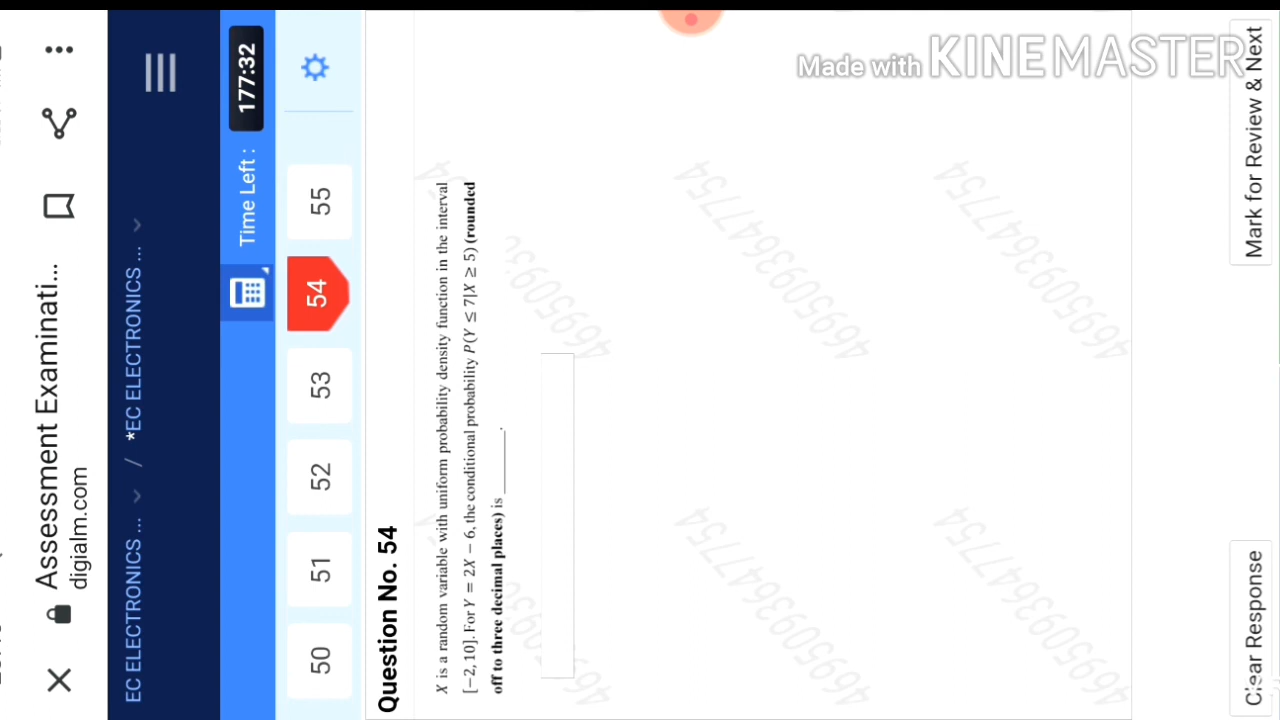 Assessment Examinati...
digialm.com
EC ELECTRONICS ... / *EC ELECTRONICS ...
Time Left : 177:32
50 51 52 53 54 55
Question No. 54
X is a random variable with uniform probability density function in the interval
[−2, 10]. For Y = 2X − 6, the conditional probability P(Y ≤ 7|X ≥ 5) (rounded
off to three decimal places) is ________.
Clear Response
Mark for Review & Next
Made with KINEMASTER